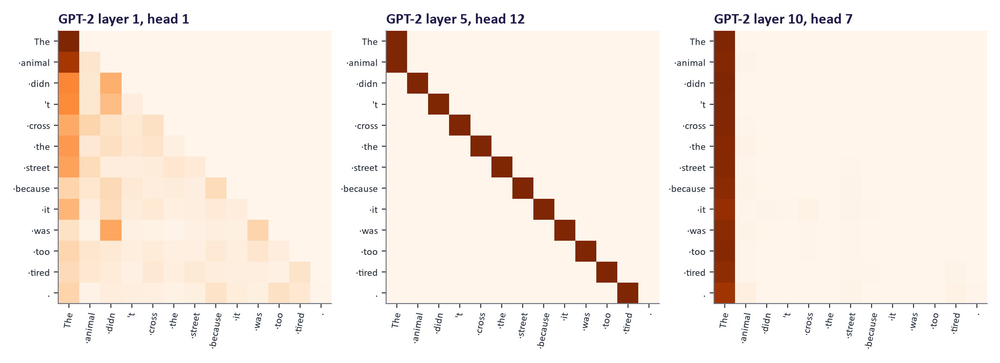 GPT-2 layer 1, head 1
The
·animal
·didn
't
·cross
·the
·street
·because
·it
·was
·too
·tired
.
The
·animal
·didn
't
·cross
·the
·street
·because
·it
·was
·too
·tired
.
GPT-2 layer 5, head 12
The
·animal
·didn
't
·cross
·the
·street
·because
·it
·was
·too
·tired
.
The
·animal
·didn
't
·cross
·the
·street
·because
·it
·was
·too
·tired
.
GPT-2 layer 10, head 7
The
·animal
·didn
't
·cross
·the
·street
·because
·it
·was
·too
·tired
.
The
·animal
·didn
't
·cross
·the
·street
·because
·it
·was
·too
·tired
.